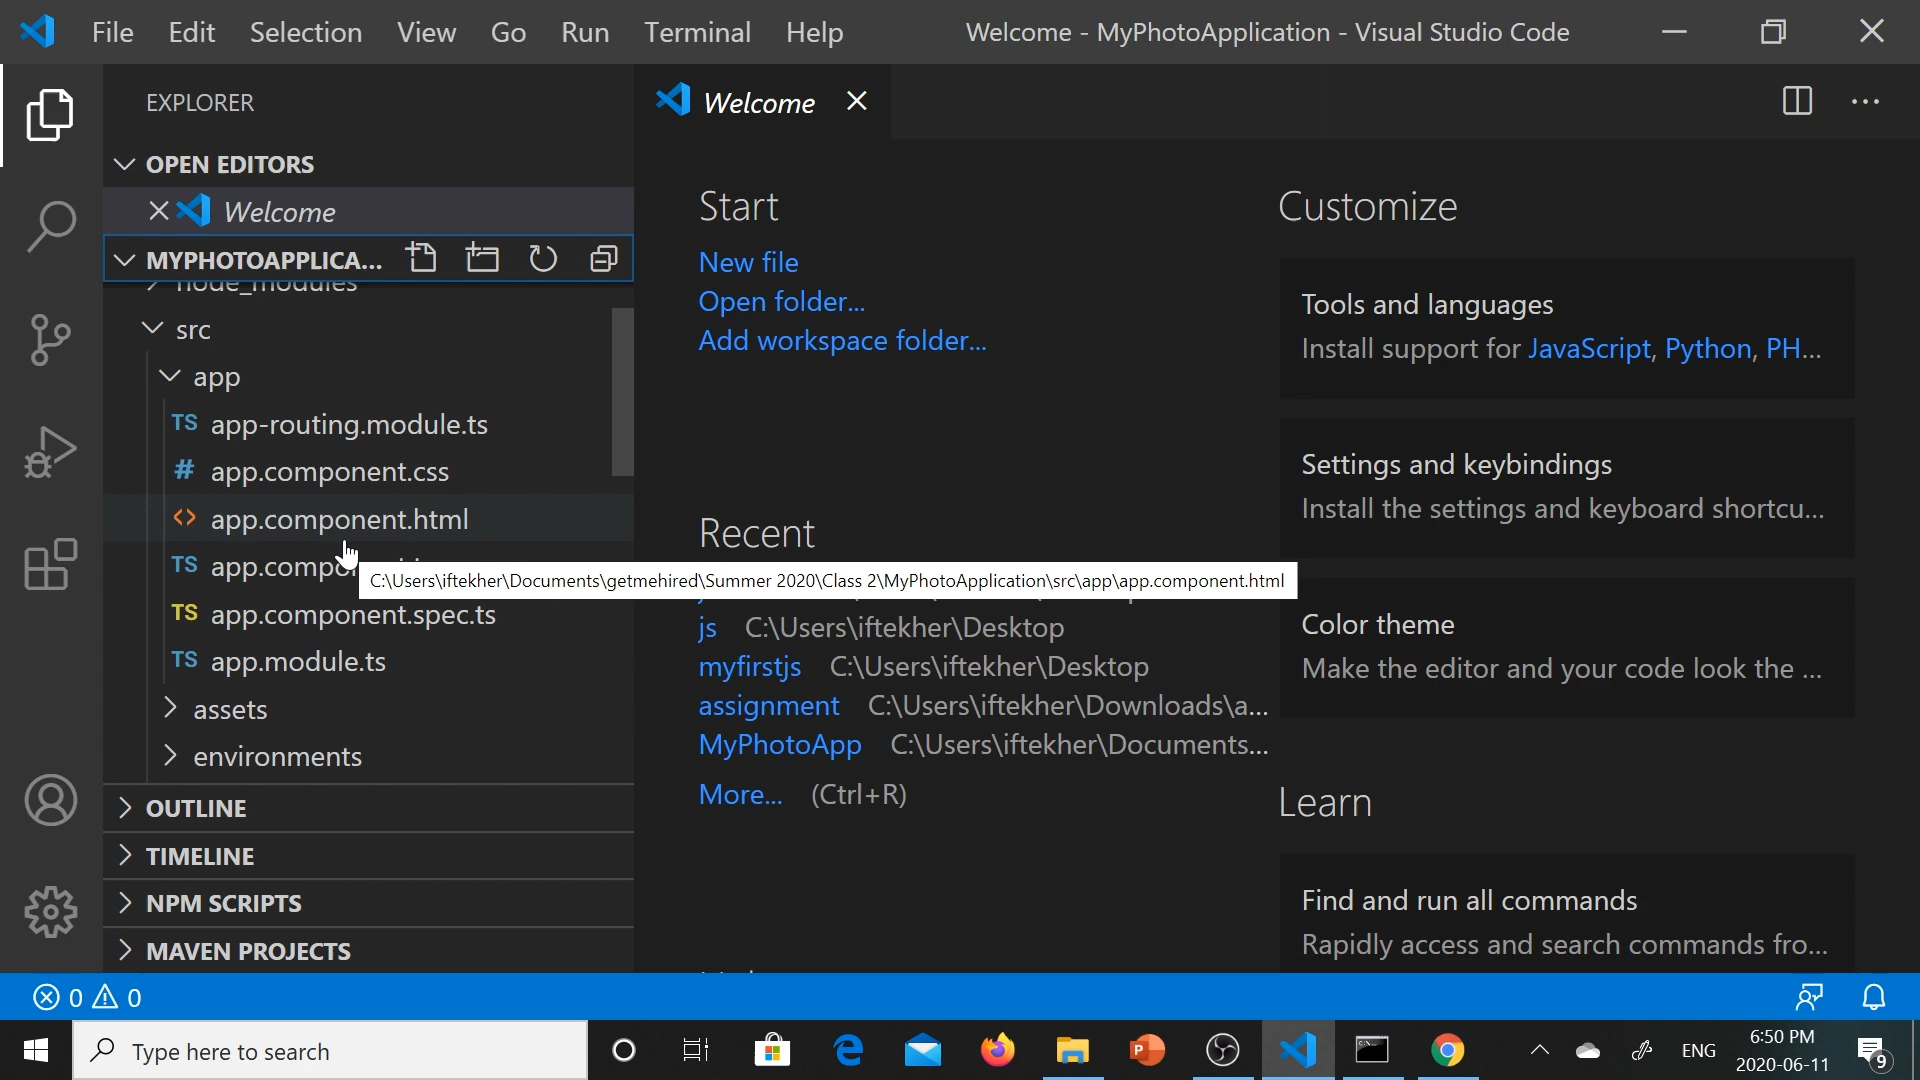 File Edit Selection View Go Run Terminal Help Welcome - MyPhotoApplication - Visual Studio Code
EXPLORER
OPEN EDITORS
Welcome
MYPHOTOAPPLICA...
node_modules
src
app
TS app-routing.module.ts
# app.component.css
<> app.component.html
TS
C:\Users\iftekher\Documents\getmehired\Summer 2020\Class 2\MyPhotoApplication\src\app\app.component.html
TS app.component.spec.ts
TS app.module.ts
assets
environments
OUTLINE
TIMELINE
NPM SCRIPTS
MAVEN PROJECTS
Welcome
Start
New file
Open folder...
Add workspace folder...
Recent
js C:\Users\iftekher\Desktop
myfirstjs C:\Users\iftekher\Desktop
assignment C:\Users\iftekher\Downloads\a...
MyPhotoApp C:\Users\iftekher\Documents...
More... (Ctrl+R)
Customize
Tools and languages
Install support for JavaScript, Python, PH...
Settings and keybindings
Install the settings and keyboard shortcu...
Color theme
Make the editor and your code look the ...
Learn
Find and run all commands
Rapidly access and search commands fro...
0 0
Type here to search
ENG
6:50 PM
2020-06-11
9